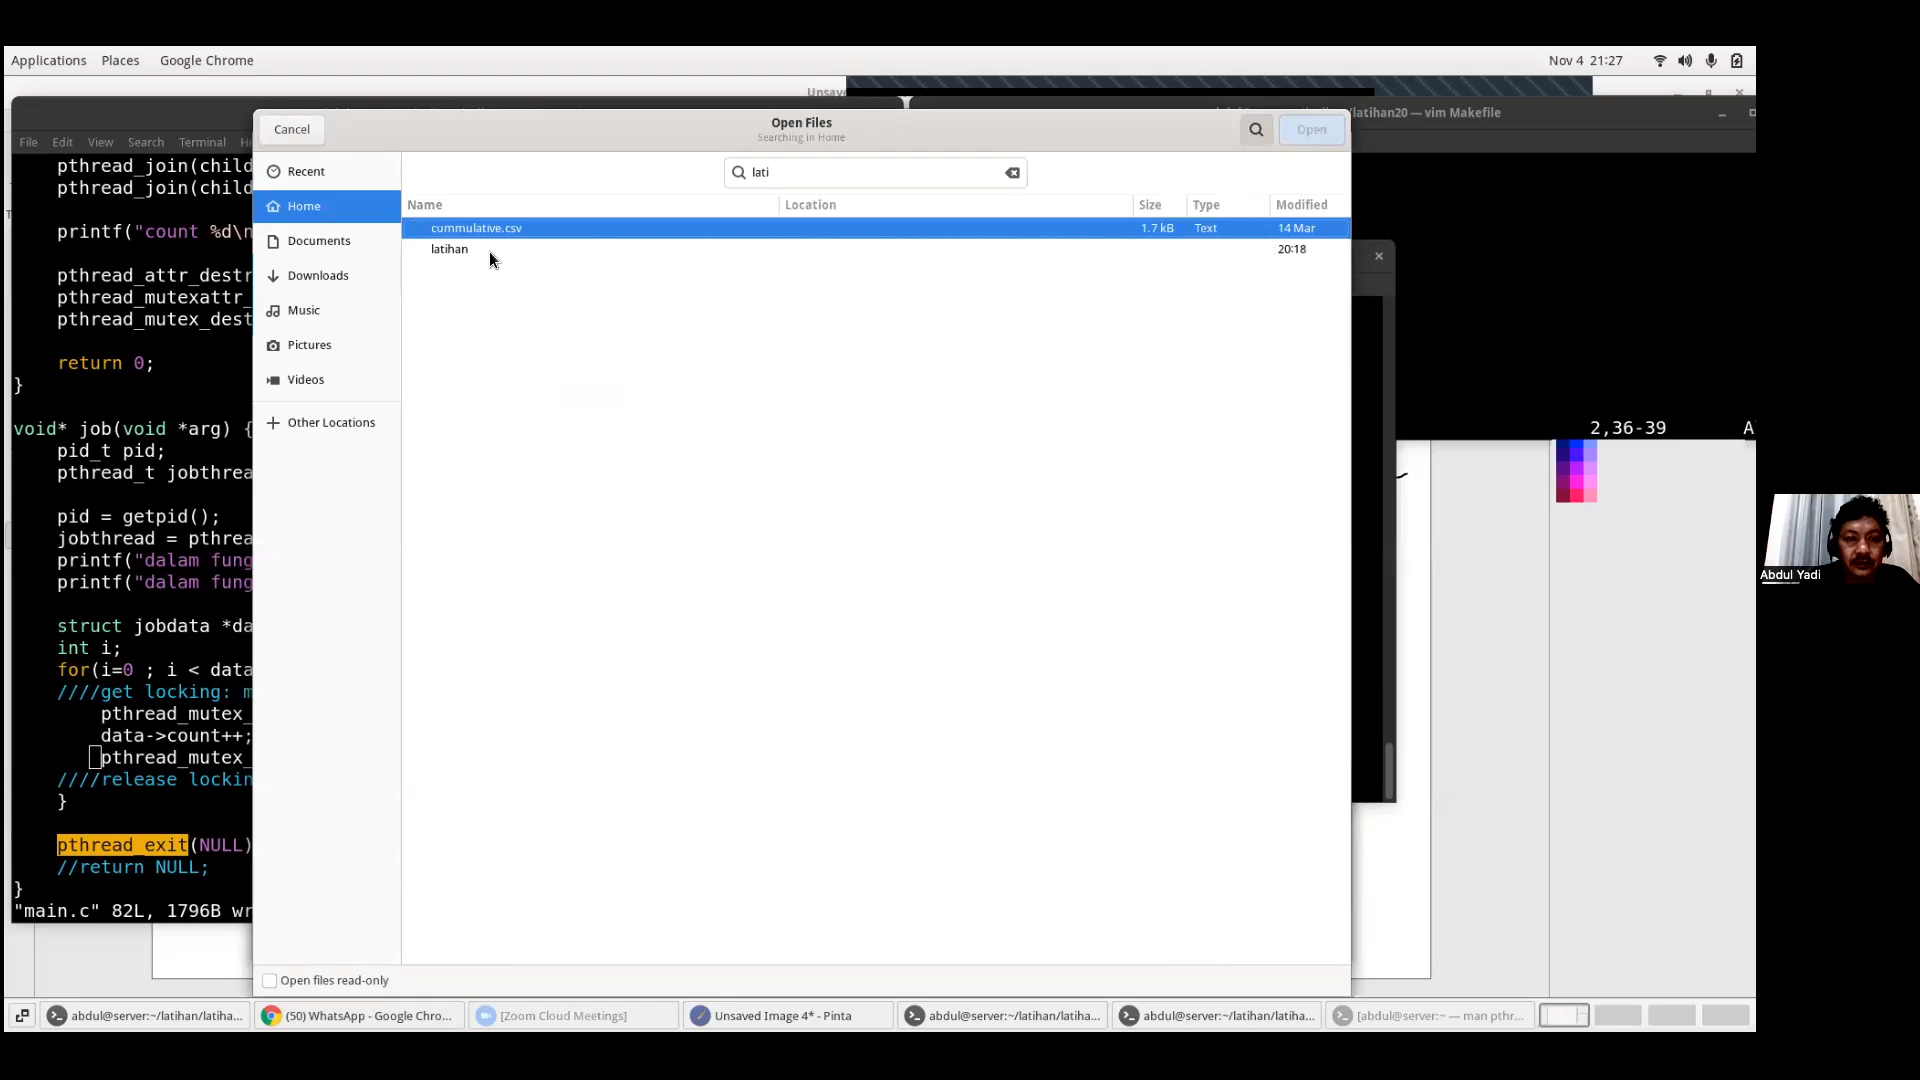 Applications Places Google Chrome Nov 4 21:27
Unsave
latihan20 — vim Makefile
Cancel Open Files Open
Searching in Home
File Edit View Search Terminal He
lati
Recent
Home
Documents
Downloads
Music
Pictures
Videos
Other Locations
Name Location Size Type Modified
cummulative.csv 1.7 kB Text 14 Mar
latihan 20:18
Open files read-only
pthread_join(child
pthread_join(child
printf("count %d\n
pthread_attr_destr
pthread_mutexattr_
pthread_mutex_dest
return 0;
}
void* job(void *arg) {
pid_t pid;
pthread_t jobthrea
pid = getpid();
jobthread = pthrea
printf("dalam fung
printf("dalam fung
struct jobdata *da
int i;
for(i=0 ; i < data
////get locking: m
pthread_mutex_
data->count++;
pthread_mutex_
////release lockin
}
pthread_exit(NULL)
//return NULL;
}
"main.c" 82L, 1796B wr
2,36-39 A
Abdul Yadi
abdul@server:~/latihan/latiha...
(50) WhatsApp - Google Chro...
[Zoom Cloud Meetings]
Unsaved Image 4* - Pinta
abdul@server:~/latihan/latiha...
abdul@server:~/latihan/latiha...
[abdul@server:~ — man pthr...